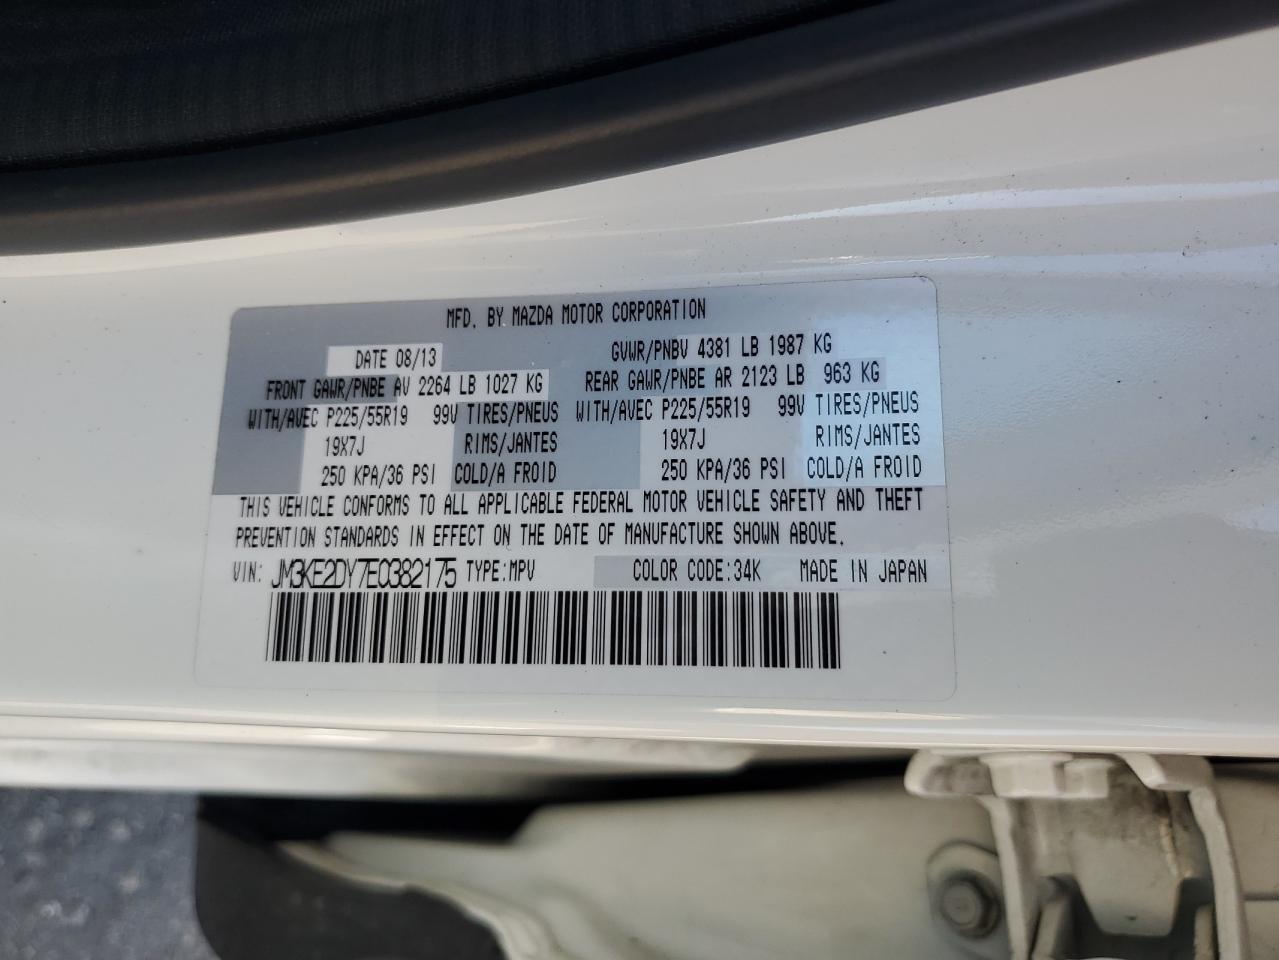 MFD. BY MAZDA MOTOR CORPORATION
DATE 08/13 GVWR/PNBV 4381 LB 1987 KG
FRONT GAWR/PNBE AV 2264 LB 1027 KG REAR GAWR/PNBE AR 2123 LB 963 KG
WITH/AVEC P225/55R19 99V TIRES/PNEUS WITH/AVEC P225/55R19 99V TIRES/PNEUS
19X7J RIMS/JANTES 19X7J RIMS/JANTES
250 KPA/36 PSI COLD/A FROID 250 KPA/36 PSI COLD/A FROID
THIS VEHICLE CONFORMS TO ALL APPLICABLE FEDERAL MOTOR VEHICLE SAFETY AND THEFT
PREVENTION STANDARDS IN EFFECT ON THE DATE OF MANUFACTURE SHOWN ABOVE.
VIN: JM3KE2DY7E0382175 TYPE:MPV COLOR CODE:34K MADE IN JAPAN